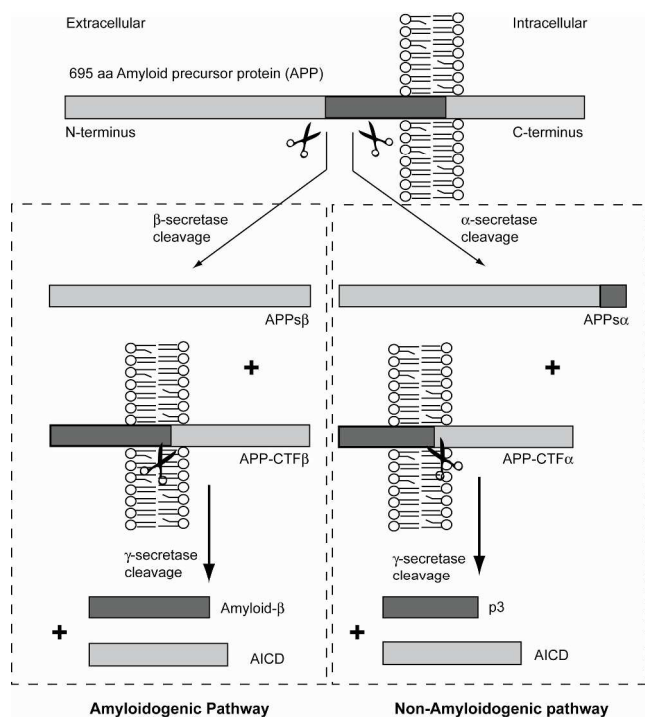 Extracellular
Intracellular
695 aa Amyloid precursor protein (APP)
N-terminus
C-terminus
β-secretase
cleavage
α-secretase
cleavage
APPsβ
APPsα
+
+
APP-CTFβ
APP-CTFα
γ-secretase
cleavage
γ-secretase
cleavage
Amyloid-β
p3
+
AICD
+
AICD
Amyloidogenic Pathway
Non-Amyloidogenic pathway